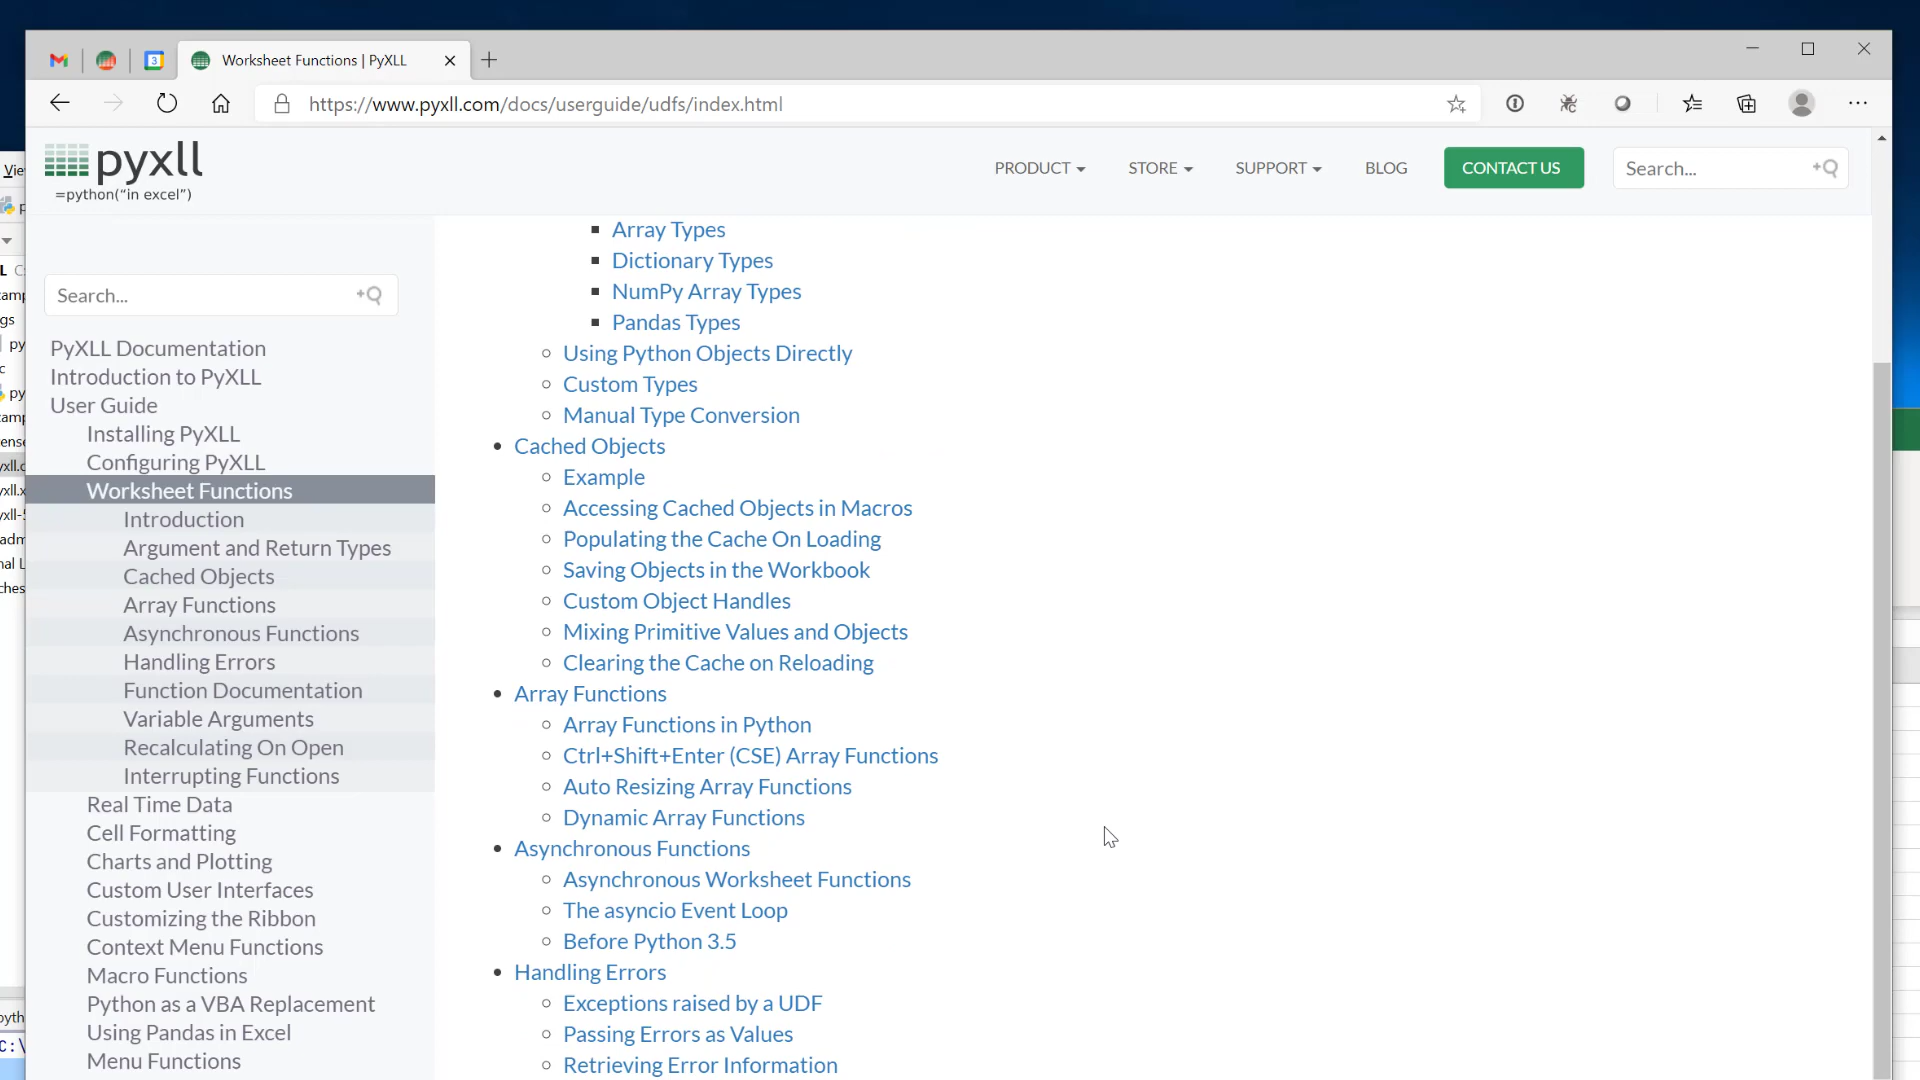 3
Worksheet Functions | PyXLL
https://www.pyxll.com/docs/userguide/udfs/index.html
pyxll
=python("in excel")
PRODUCT
STORE
SUPPORT
BLOG
CONTACT US
Search...
Search...
PyXLL Documentation
Introduction to PyXLL
User Guide
Installing PyXLL
Configuring PyXLL
Worksheet Functions
Introduction
Argument and Return Types
Cached Objects
Array Functions
Asynchronous Functions
Handling Errors
Function Documentation
Variable Arguments
Recalculating On Open
Interrupting Functions
Real Time Data
Cell Formatting
Charts and Plotting
Custom User Interfaces
Customizing the Ribbon
Context Menu Functions
Macro Functions
Python as a VBA Replacement
Using Pandas in Excel
Menu Functions
Array Types
Dictionary Types
NumPy Array Types
Pandas Types
Using Python Objects Directly
Custom Types
Manual Type Conversion
Cached Objects
Example
Accessing Cached Objects in Macros
Populating the Cache On Loading
Saving Objects in the Workbook
Custom Object Handles
Mixing Primitive Values and Objects
Clearing the Cache on Reloading
Array Functions
Array Functions in Python
Ctrl+Shift+Enter (CSE) Array Functions
Auto Resizing Array Functions
Dynamic Array Functions
Asynchronous Functions
Asynchronous Worksheet Functions
The asyncio Event Loop
Before Python 3.5
Handling Errors
Exceptions raised by a UDF
Passing Errors as Values
Retrieving Error Information